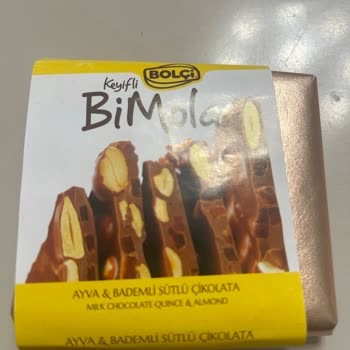 BOLÇi
Keyifli
BiMola
AYVA & BADEMLİ SÜTLÜ ÇİKOLATA
MILK CHOCOLATE QUINCE & ALMOND
AYVA & BADEMLİ SÜTLÜ ÇİKOLATA